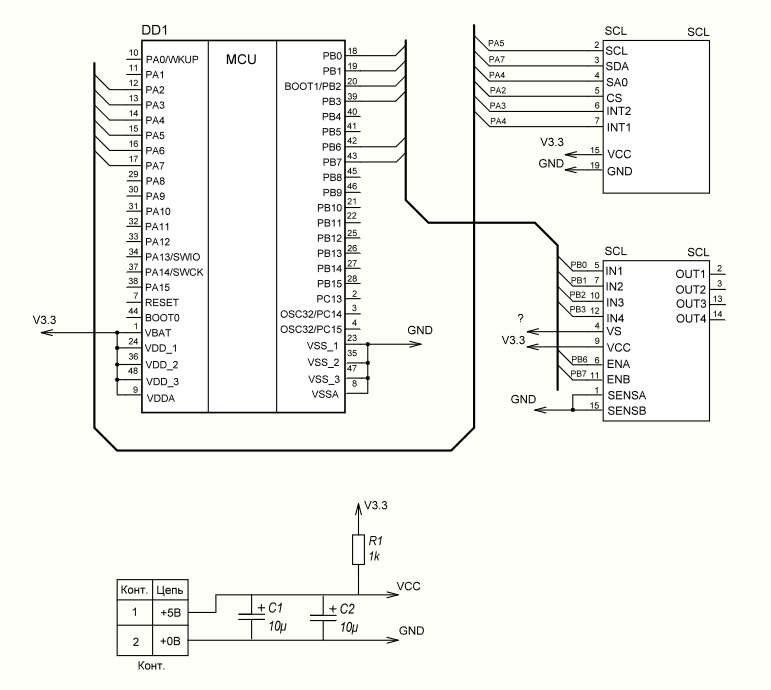 DD1
MCU
10 PA0/WKUP
11 PA1
12 PA2
13 PA3
14 PA4
15 PA5
16 PA6
17 PA7
29 PA8
30 PA9
31 PA10
32 PA11
33 PA12
34 PA13/SWIO
37 PA14/SWCK
38 PA15
7 RESET
44 BOOT0
1 VBAT
24 VDD_1
36 VDD_2
48 VDD_3
9 VDDA
V3.3
PB0 18
PB1 19
BOOT1/PB2 20
PB3 39
PB4 40
PB5 41
PB6 42
PB7 43
PB8 45
PB9 46
PB10 21
PB11 22
PB12 25
PB13 26
PB14 27
PB15 28
PC13 2
OSC32/PC14 3
OSC32/PC15 4
VSS_1 23
VSS_2 35
VSS_3 47
VSSA 8
GND
SCL SCL
PA5 2 SCL
PA7 3 SDA
PA4 4 SA0
PA2 5 CS
PA3 6 INT2
PA4 7 INT1
V3.3 15 VCC
GND 19 GND
SCL SCL
PB0 5 IN1
PB1 7 IN2
PB2 10 IN3
PB3 12 IN4
? 4 VS
V3.3 9 VCC
PB6 6 ENA
PB7 11 ENB
1 SENSA
GND 15 SENSB
OUT1 2
OUT2 3
OUT3 13
OUT4 14
V3.3
R1
1k
VCC
+ C1
10μ
+ C2
10μ
GND
Конт. Цепь
1 +5В
2 +0В
Конт.